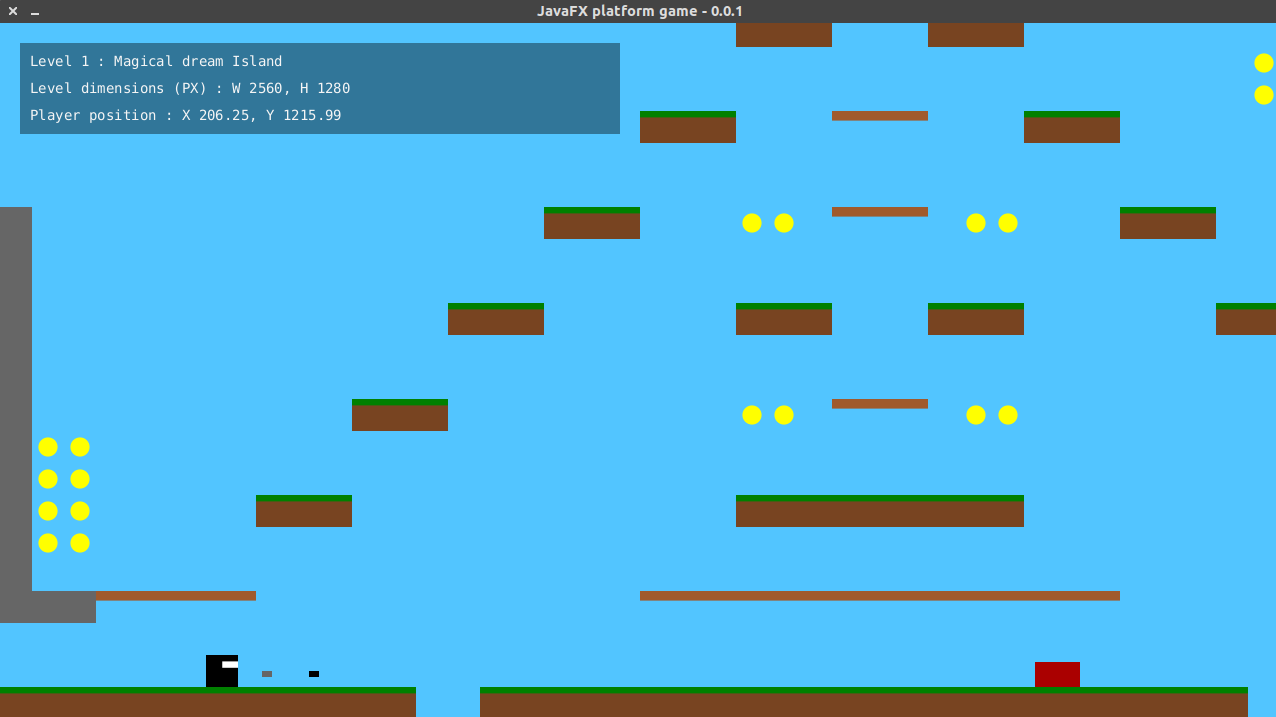 JavaFX platform game - 0.0.1
Level 1 : Magical dream Island
Level dimensions (PX) : W 2560, H 1280
Player position : X 206.25, Y 1215.99